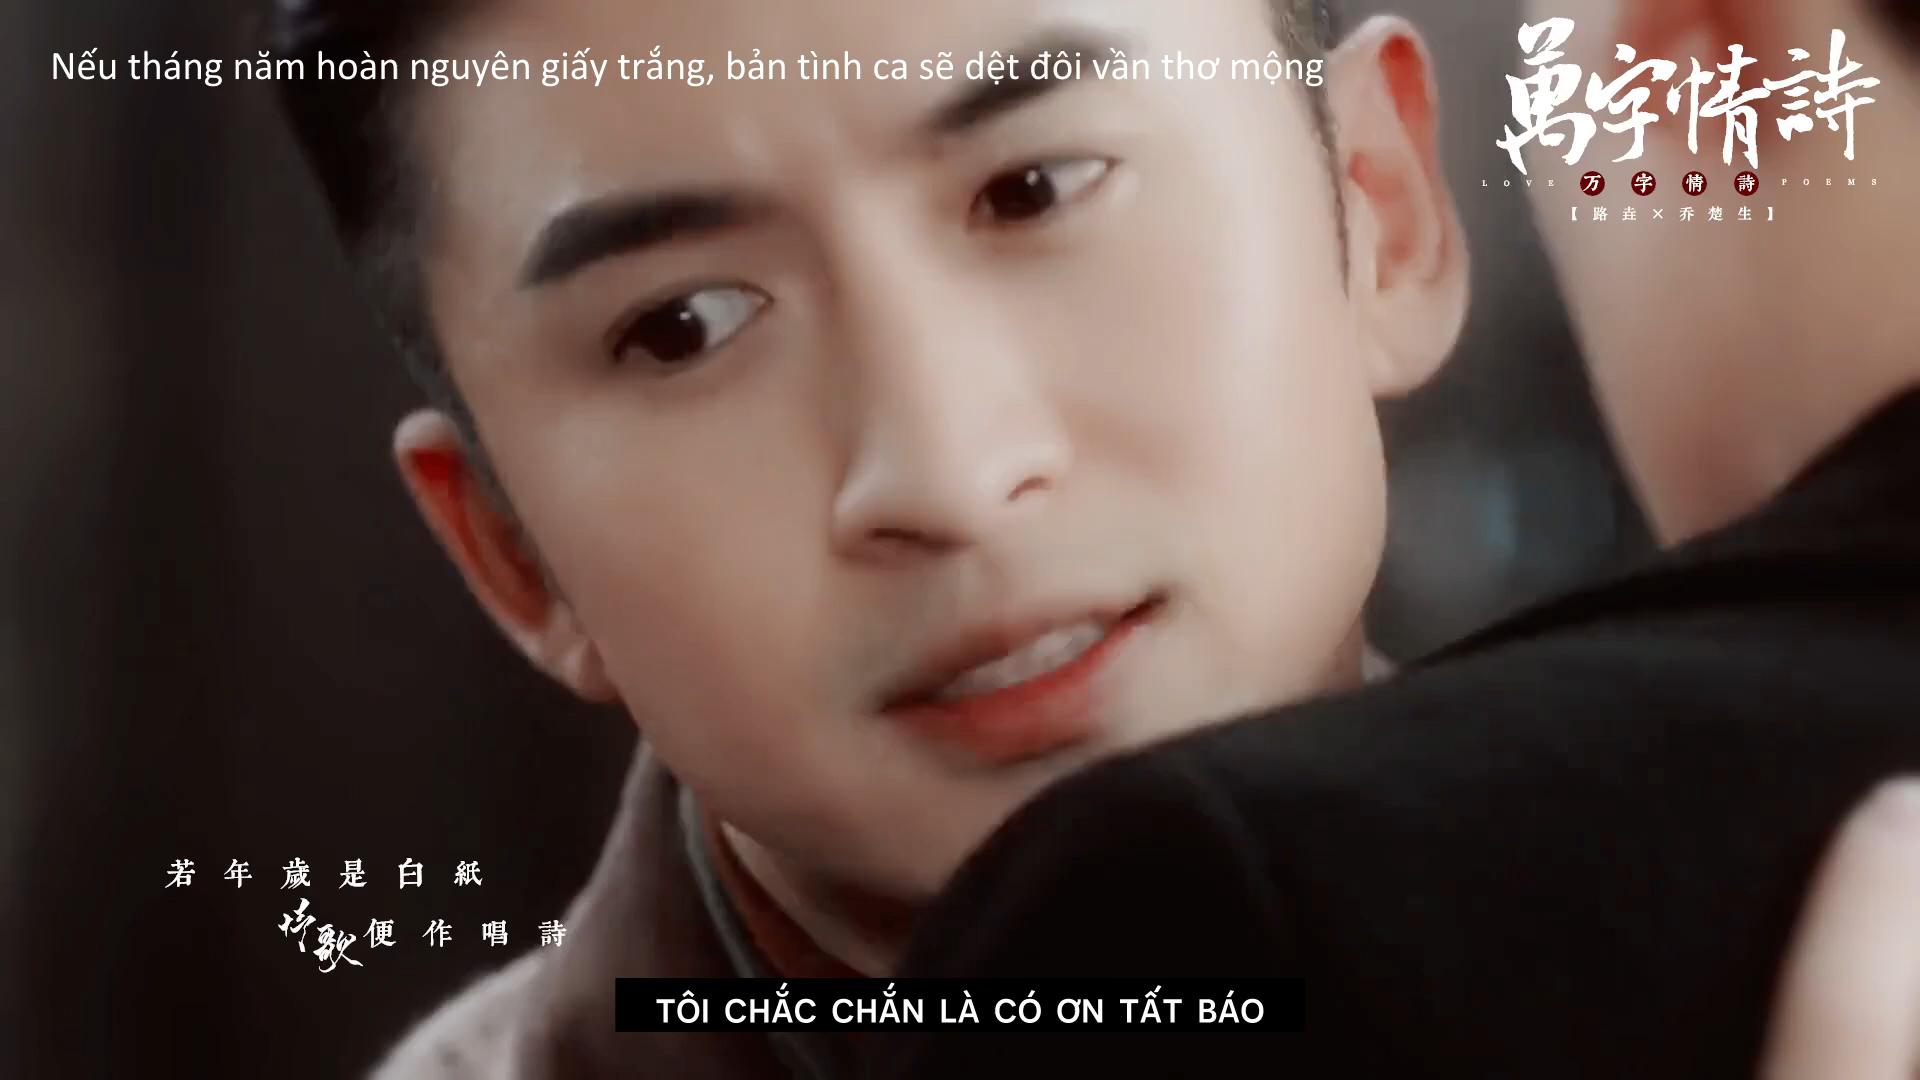 Nếu tháng năm hoàn nguyên giấy trắng, bản tình ca sẽ dệt đôi vần thơ mộng
萬字情詩
LOVE 万字情詩 POEMS
【路垚×乔楚生】
若年歲是白紙
情歌便作唱詩
TÔI CHẮC CHẮN LÀ CÓ ƠN TẤT BÁO